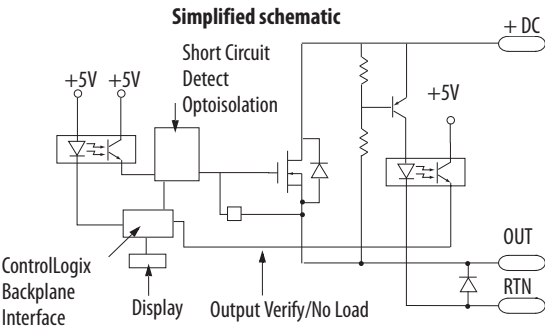 Simplified schematic
+ DC
Short Circuit
Detect
Optoisolation
+5V +5V
+5V
OUT
RTN
ControlLogix
Backplane
Interface
Display
Output Verify/No Load